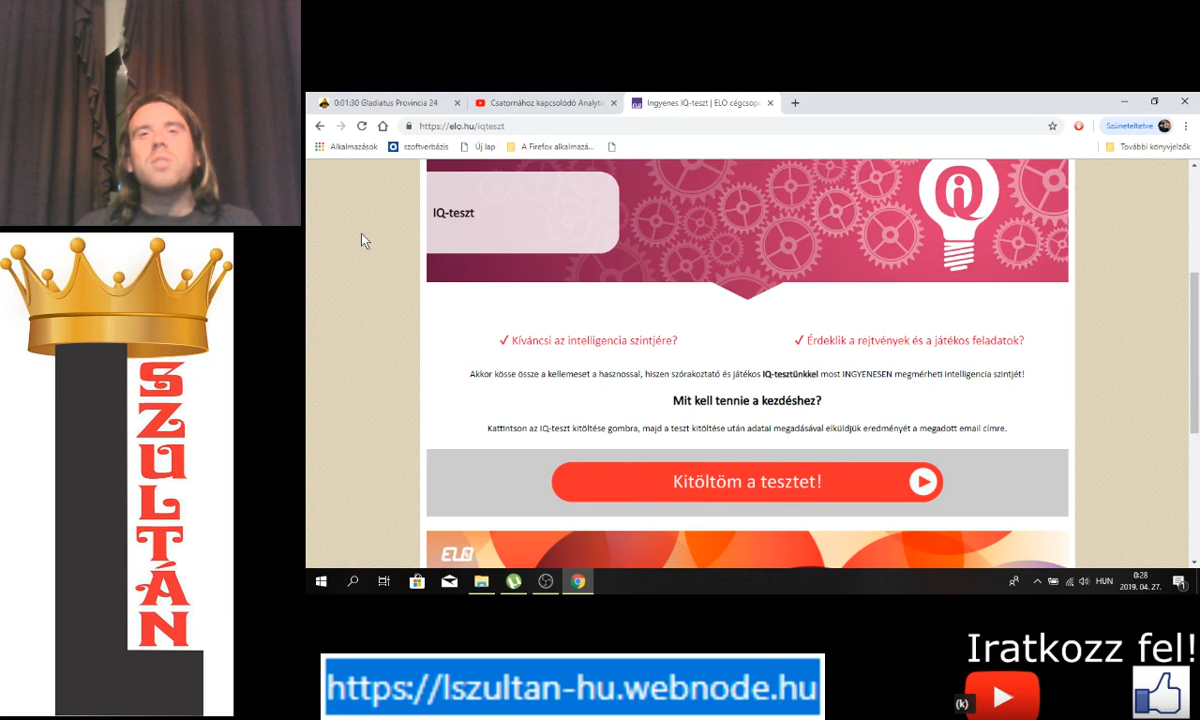 0:01:30 Gladiatus Provincia 24
Csatornához kapcsolódó Analyti
Ingyenes IQ-teszt | ELO cégcsopo
https://elo.hu/iqteszt
Szüneteltetve
Alkalmazások
szoftverbázis
Új lap
A Firefox alkalmazá...
További könyvjelzők
IQ-teszt
iQ
✓ Kíváncsi az intelligencia szintjére?
✓ Érdeklik a rejtvények és a játékos feladatok?
Akkor kösse össze a kellemeset a hasznossal, hiszen szórakoztató és játékos IQ-tesztünkkel most INGYENESEN megmérheti intelligencia szintjét!
Mit kell tennie a kezdéshez?
Kattintson az IQ-teszt kitöltése gombra, majd a teszt kitöltése után adatai megadásával elküldjük eredményét a megadott email címre.
Kitöltöm a tesztet!
ELO
HUN
0:28
2019. 04. 27.
L
SZULTÁN
https://lszultan-hu.webnode.hu
Iratkozz fel!
(k)